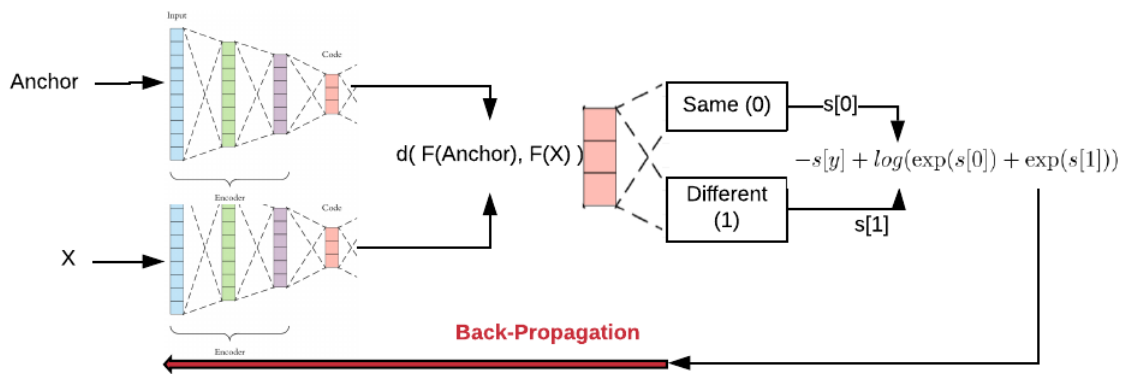 Input
Code
Anchor
Encoder
d( F(Anchor), F(X) )
Same (0)
s[0]
-s[y] + log(exp(s[0]) + exp(s[1]))
Different
(1)
s[1]
Code
X
Encoder
Back-Propagation